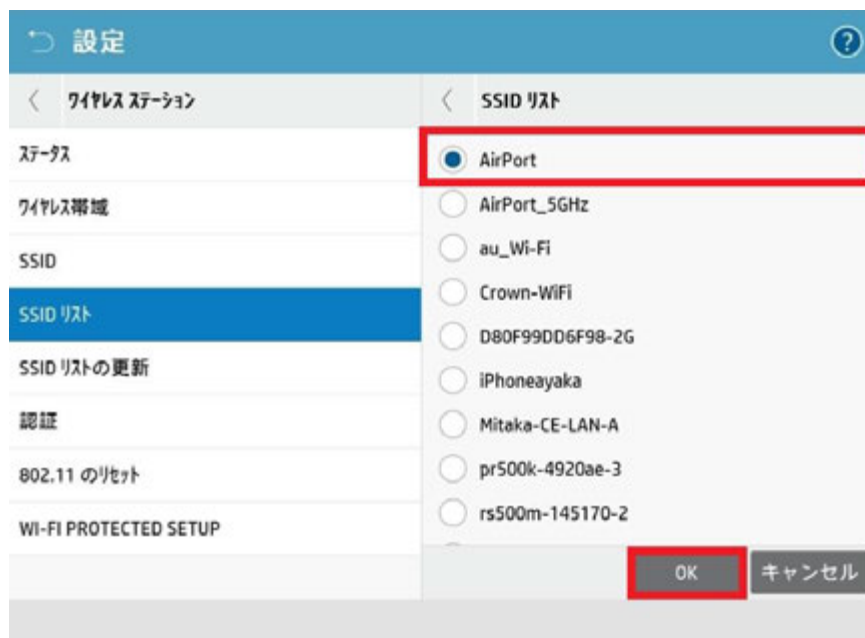 設定
?
ワイヤレス ステーション
ステータス
ワイヤレス帯域
SSID
SSID リスト
SSID リストの更新
認証
802.11 のリセット
WI-FI PROTECTED SETUP
SSID リスト
AirPort
AirPort_5GHz
au_Wi-Fi
Crown-WiFi
D80F99DD6F98-2G
iPhoneayaka
Mitaka-CE-LAN-A
pr500k-4920ae-3
rs500m-145170-2
OK
キャンセル